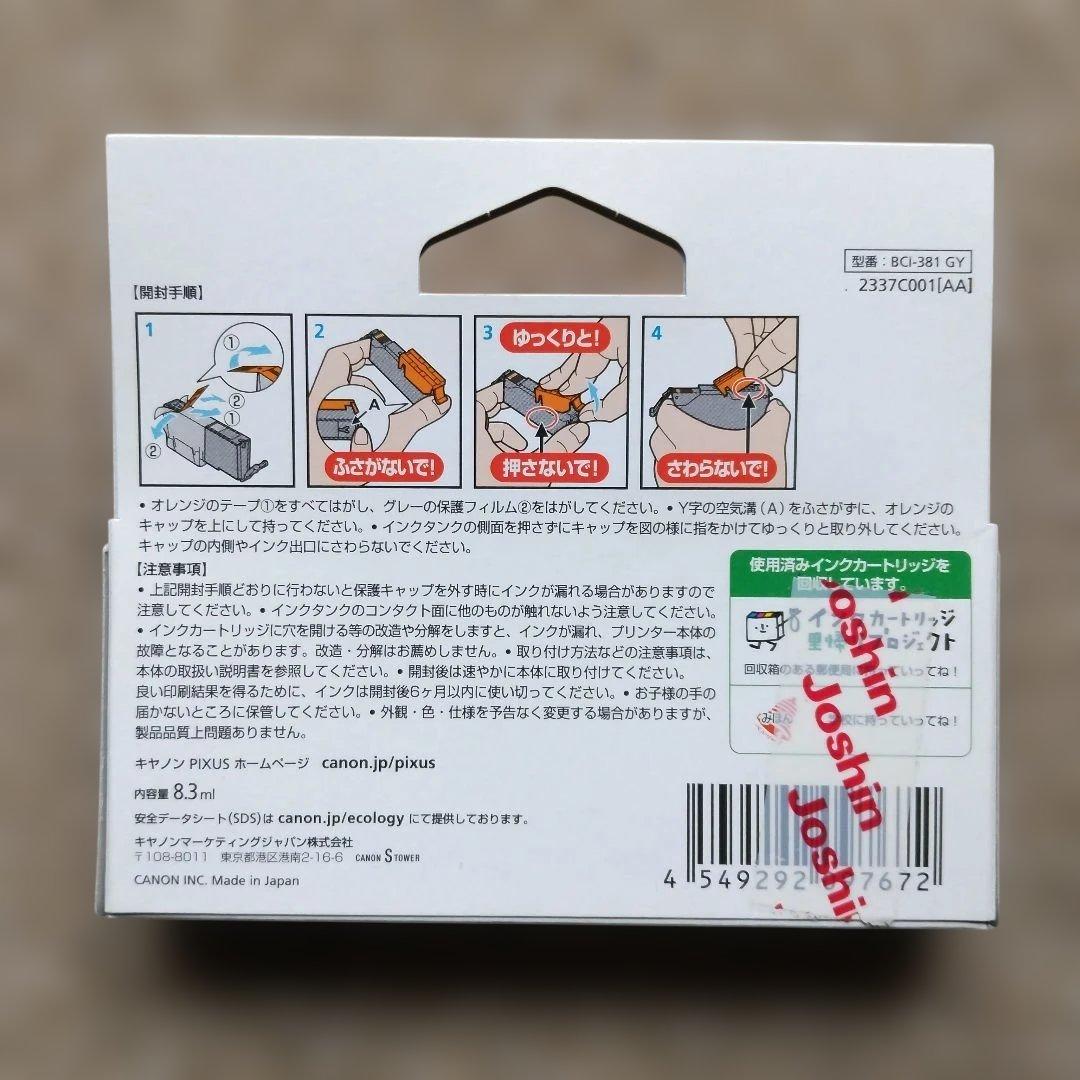 型番：BCI-381 GY
2337C001[AA]
【開封手順】
1
①
②
①
②
2
A
ふさがないで！
3
ゆっくりと！
押さないで！
4
さわらないで！
• オレンジのテープ①をすべてはがし、グレーの保護フィルム②をはがしてください。• Y字の空気溝（A）をふさがずに、オレンジの
キャップを上にして持ってください。• インクタンクの側面を押さずにキャップを図の様に指をかけてゆっくりと取り外してください。
キャップの内側やインク出口にさわらないでください。
【注意事項】
• 上記開封手順どおりに行わないと保護キャップを外す時にインクが漏れる場合がありますので
注意してください。• インクタンクのコンタクト面に他のものが触れないよう注意してください。
• インクカートリッジに穴を開ける等の改造や分解をしますと、インクが漏れ、プリンター本体の
故障となることがあります。改造・分解はお薦めしません。• 取り付け方法などの注意事項は、
本体の取扱い説明書を参照してください。• 開封後は速やかに本体に取り付けてください。
良い印刷結果を得るために、インクは開封後6ヶ月以内に使い切ってください。• お子様の手の
届かないところに保管してください。• 外観・色・仕様を予告なく変更する場合がありますが、
製品品質上問題ありません。
キヤノン PIXUS ホームページ canon.jp/pixus
内容量 8.3ml
安全データシート（SDS）は canon.jp/ecology にて提供しております。
キヤノンマーケティングジャパン株式会社
〒108-8011 東京都港区港南2-16-6 CANON S TOWER
CANON INC. Made in Japan
使用済みインクカートリッジを
回収しています。
インクカートリッジ
里帰りプロジェクト
回収箱のある郵便局に持っていってね！
みほん
校に持っていってね！
oshin
Joshin
Joshi
4 549292 97672